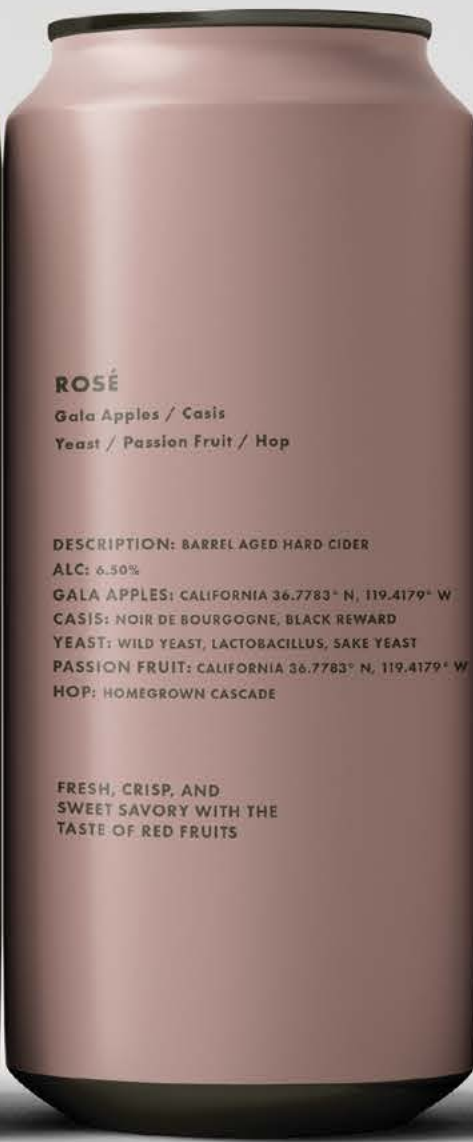 ROSÉ
Gala Apples / Casis
Yeast / Passion Fruit / Hop
DESCRIPTION: BARREL AGED HARD CIDER
ALC: 6.50%
GALA APPLES: CALIFORNIA 36.7783° N, 119.4179° W
CASIS: NOIR DE BOURGOGNE, BLACK REWARD
YEAST: WILD YEAST, LACTOBACILLUS, SAKE YEAST
PASSION FRUIT: CALIFORNIA 36.7783° N, 119.4179° W
HOP: HOMEGROWN CASCADE
FRESH, CRISP, AND
SWEET SAVORY WITH THE
TASTE OF RED FRUITS